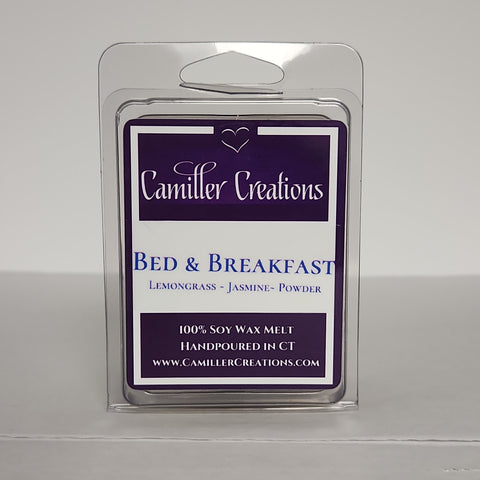 Camiller Creations
Bed & Breakfast
Lemongrass ~ Jasmine~ Powder
100% Soy Wax Melt
Handpoured in CT
www.CamillerCreations.com